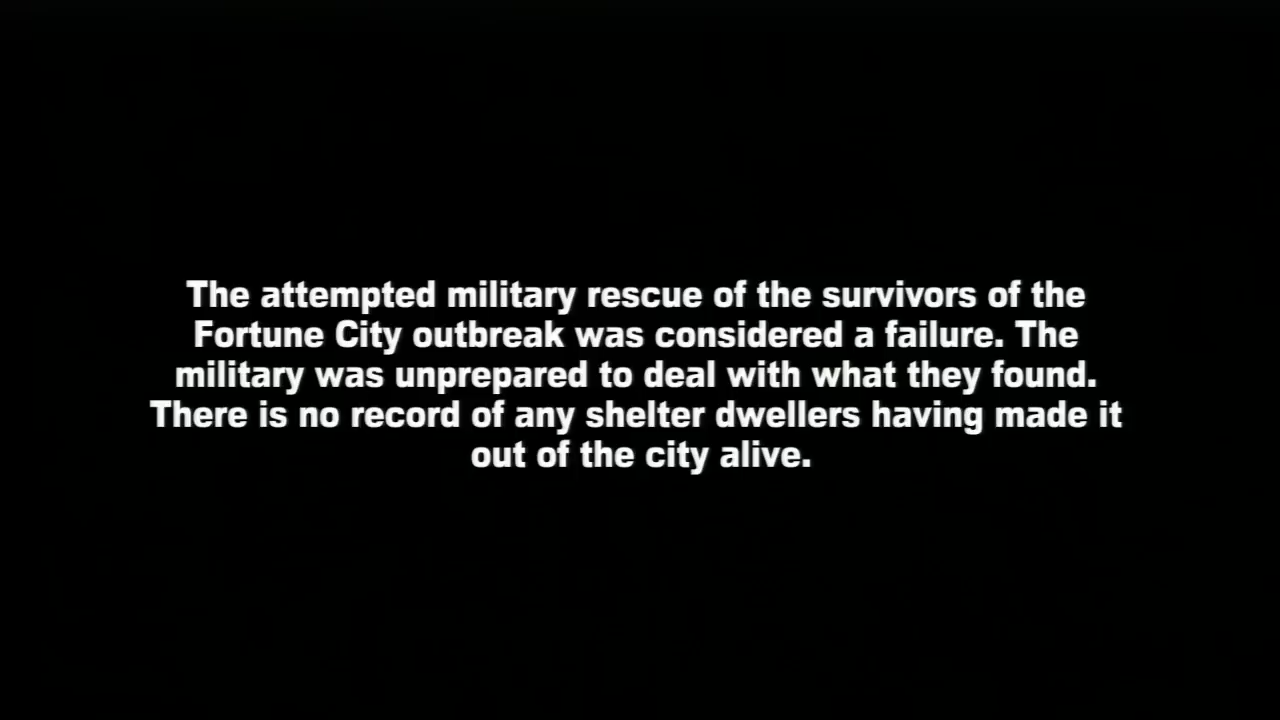 The attempted military rescue of the survivors of the
Fortune City outbreak was considered a failure. The
military was unprepared to deal with what they found.
There is no record of any shelter dwellers having made it
out of the city alive.